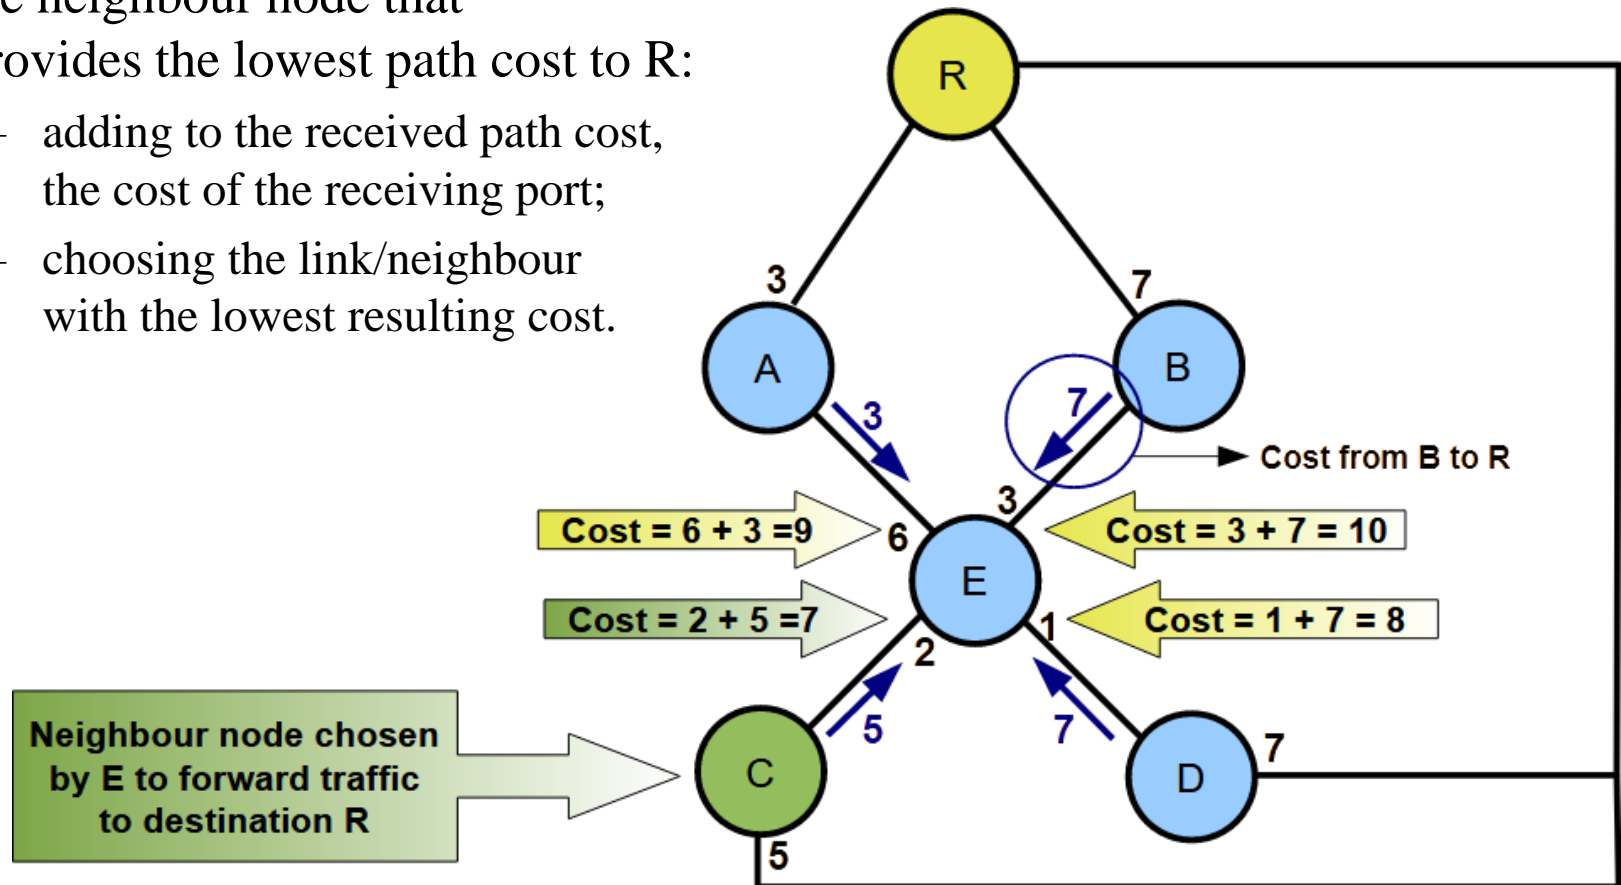 neighbour node that
rovides the lowest path cost to R:
– adding to the received path cost,
the cost of the receiving port;
– choosing the link/neighbour
with the lowest resulting cost.
R
3
7
A
B
3
7
Cost from B to R
3
Cost = 6 + 3 =9
6
Cost = 3 + 7 = 10
E
Cost = 2 + 5 =7
1
Cost = 1 + 7 = 8
2
5
7
Neighbour node chosen
by E to forward traffic
to destination R
C
D
7
5